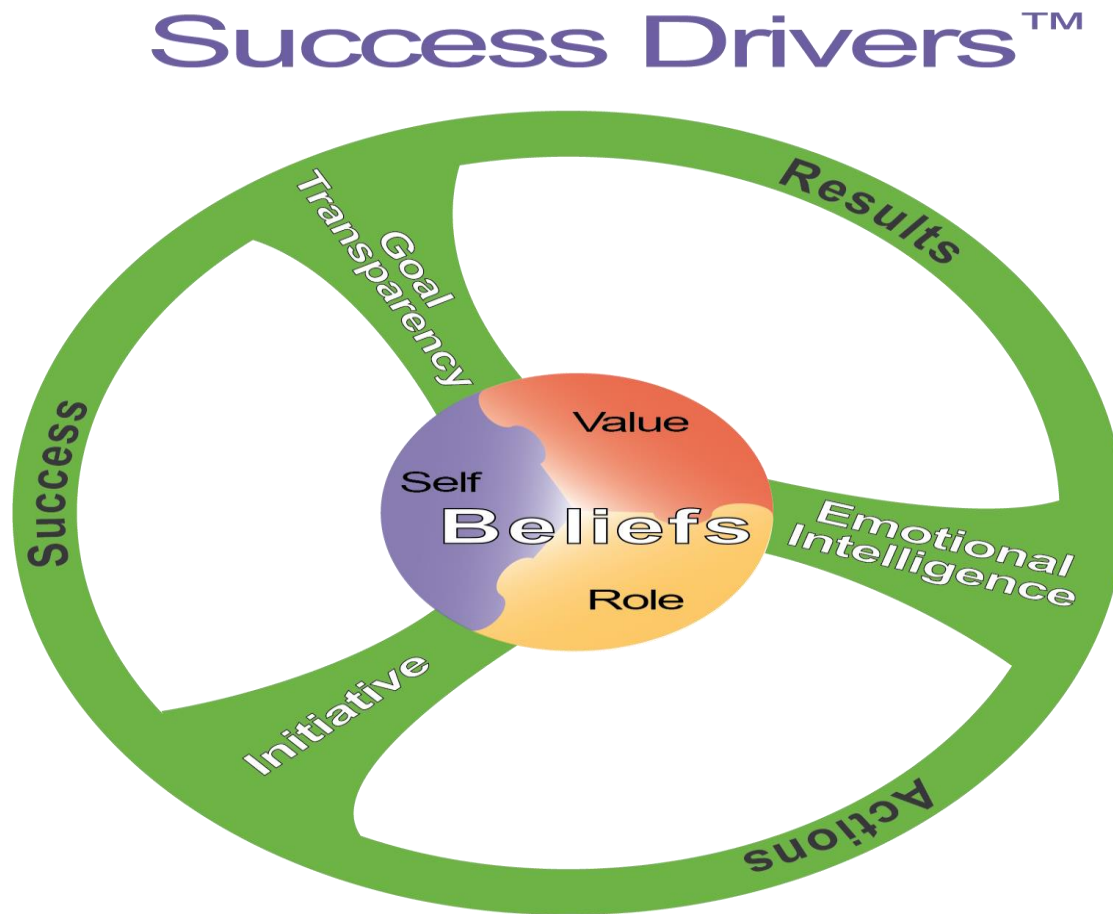 Success Drivers™
Results
Goal
Transparency
Value
Self
Success
Beliefs
Emotional
Intelligence
Role
Initiative
Actions